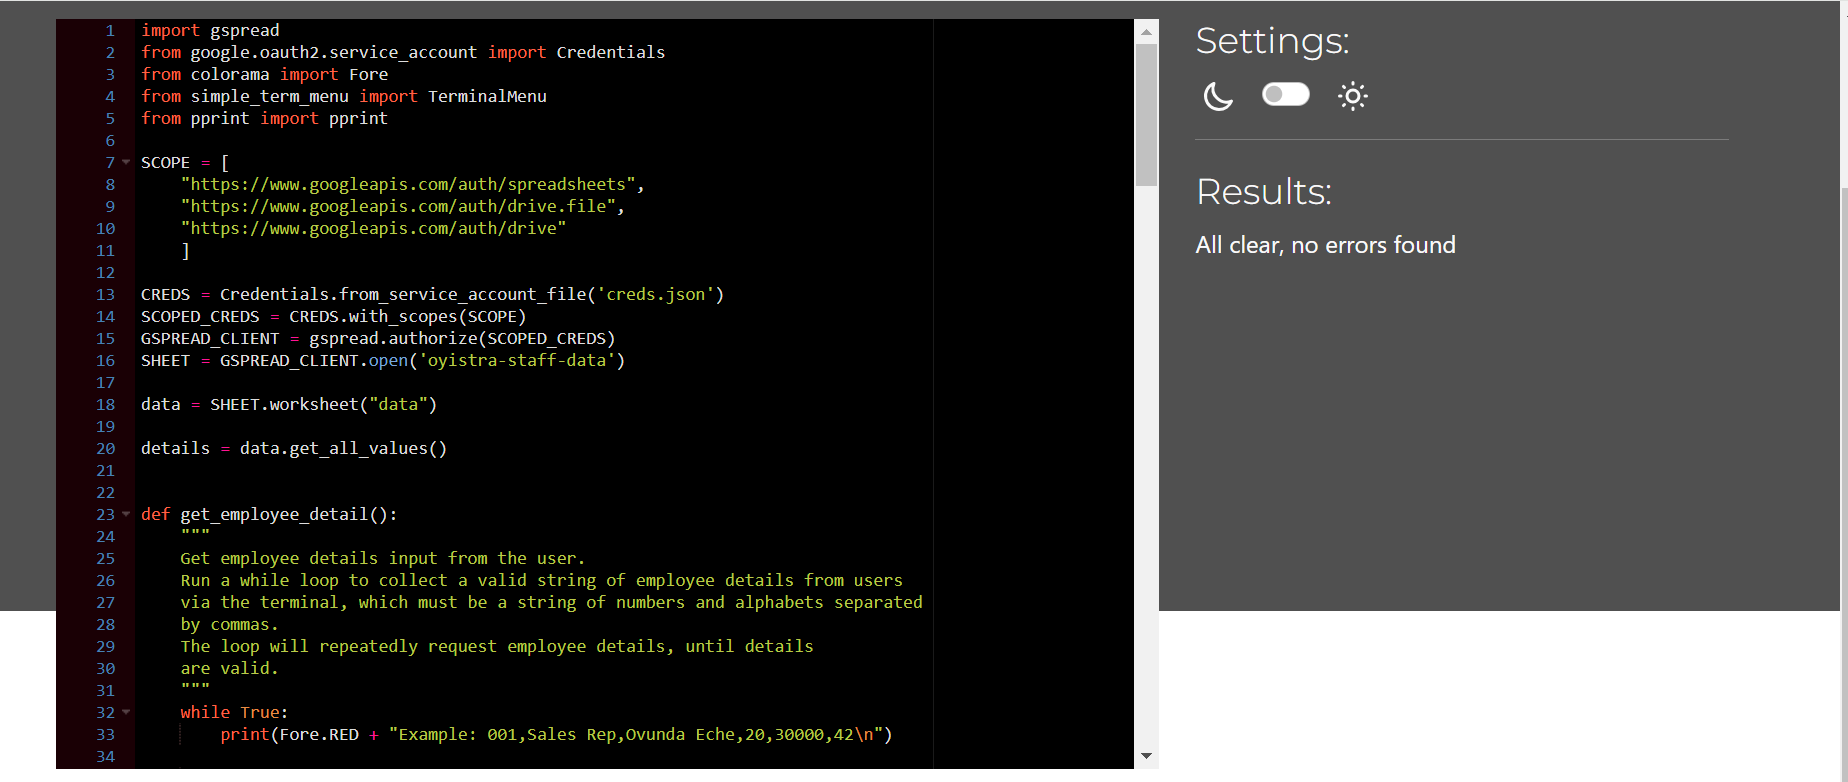 1 import gspread
2 from google.oauth2.service_account import Credentials
3 from colorama import Fore
4 from simple_term_menu import TerminalMenu
5 from pprint import pprint
6
7 SCOPE = [
8     "https://www.googleapis.com/auth/spreadsheets",
9     "https://www.googleapis.com/auth/drive.file",
10     "https://www.googleapis.com/auth/drive"
11     ]
12
13 CREDS = Credentials.from_service_account_file('creds.json')
14 SCOPED_CREDS = CREDS.with_scopes(SCOPE)
15 GSPREAD_CLIENT = gspread.authorize(SCOPED_CREDS)
16 SHEET = GSPREAD_CLIENT.open('oyistra-staff-data')
17
18 data = SHEET.worksheet("data")
19
20 details = data.get_all_values()
21
22
23 def get_employee_detail():
24     """
25     Get employee details input from the user.
26     Run a while loop to collect a valid string of employee details from users
27     via the terminal, which must be a string of numbers and alphabets separated
28     by commas.
29     The loop will repeatedly request employee details, until details
30     are valid.
31     """
32     while True:
33         print(Fore.RED + "Example: 001,Sales Rep,Ovunda Eche,20,30000,42\n")
34
Settings:
Results:
All clear, no errors found